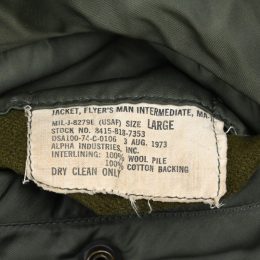 JACKET, FLYER'S MAN INTERMEDIATE, MA-
MIL-J-8279E (USAF) SIZE LARGE
STOCK NO. 8415-818-7353
DSA100-74-C-0106 3 AUG. 1973
ALPHA INDUSTRIES, INC.
INTERLINING: 100% WOOL PILE
100% COTTON BACKING
DRY CLEAN ONLY